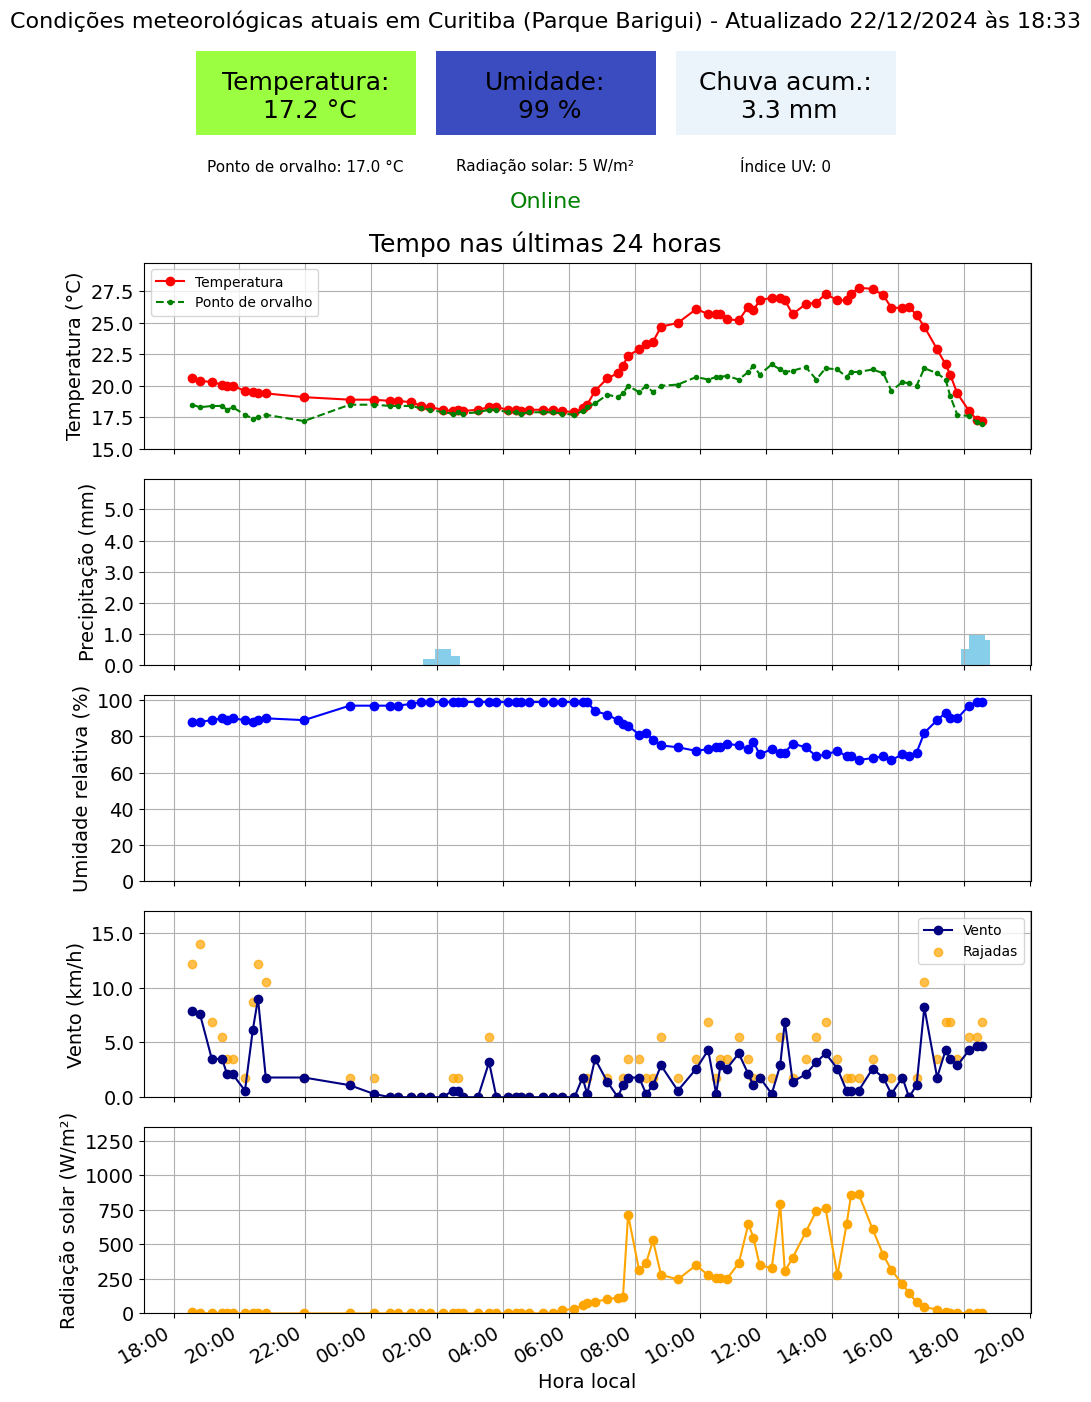 Condições meteorológicas atuais em Curitiba (Parque Barigui) - Atualizado 22/12/2024 às 18:33
Temperatura:
17.2 °C
Umidade:
99 %
Chuva acum.:
3.3 mm
Ponto de orvalho: 17.0 °C
Radiação solar: 5 W/m²
Índice UV: 0
Online
Tempo nas últimas 24 horas
Temperatura (°C)
27.5
25.0
22.5
20.0
17.5
15.0
Temperatura
Ponto de orvalho
Precipitação (mm)
5.0
4.0
3.0
2.0
1.0
0.0
Umidade relativa (%)
100
80
60
40
20
0
Vento (km/h)
15.0
10.0
5.0
0.0
Vento
Rajadas
Radiação solar (W/m²)
1250
1000
750
500
250
0
18:00
20:00
22:00
00:00
02:00
04:00
06:00
08:00
10:00
12:00
14:00
16:00
18:00
20:00
Hora local